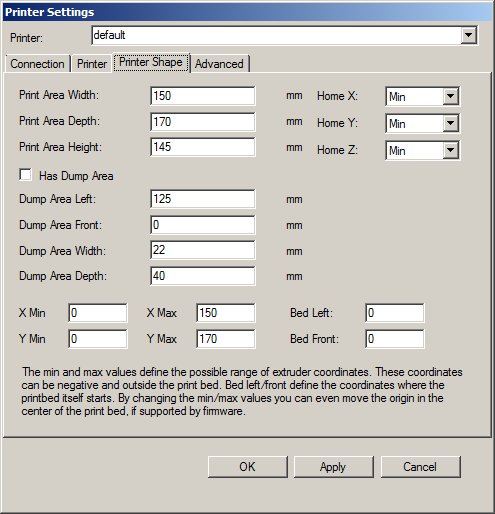 Printer Settings
Printer: default
Connection Printer Printer Shape Advanced
Print Area Width: 150 mm Home X: Min
Print Area Depth: 170 mm Home Y: Min
Print Area Height: 145 mm Home Z: Min
Has Dump Area
Dump Area Left: 125 mm
Dump Area Front: 0 mm
Dump Area Width: 22 mm
Dump Area Depth: 40 mm
X Min 0 X Max 150 Bed Left: 0
Y Min 0 Y Max 170 Bed Front: 0
The min and max values define the possible range of extruder coordinates. These coordinates
can be negative and outside the print bed. Bed left/front define the coordinates where the
printbed itself starts. By changing the min/max values you can even move the origin in the
center of the print bed, if supported by firmware.
OK Apply Cancel